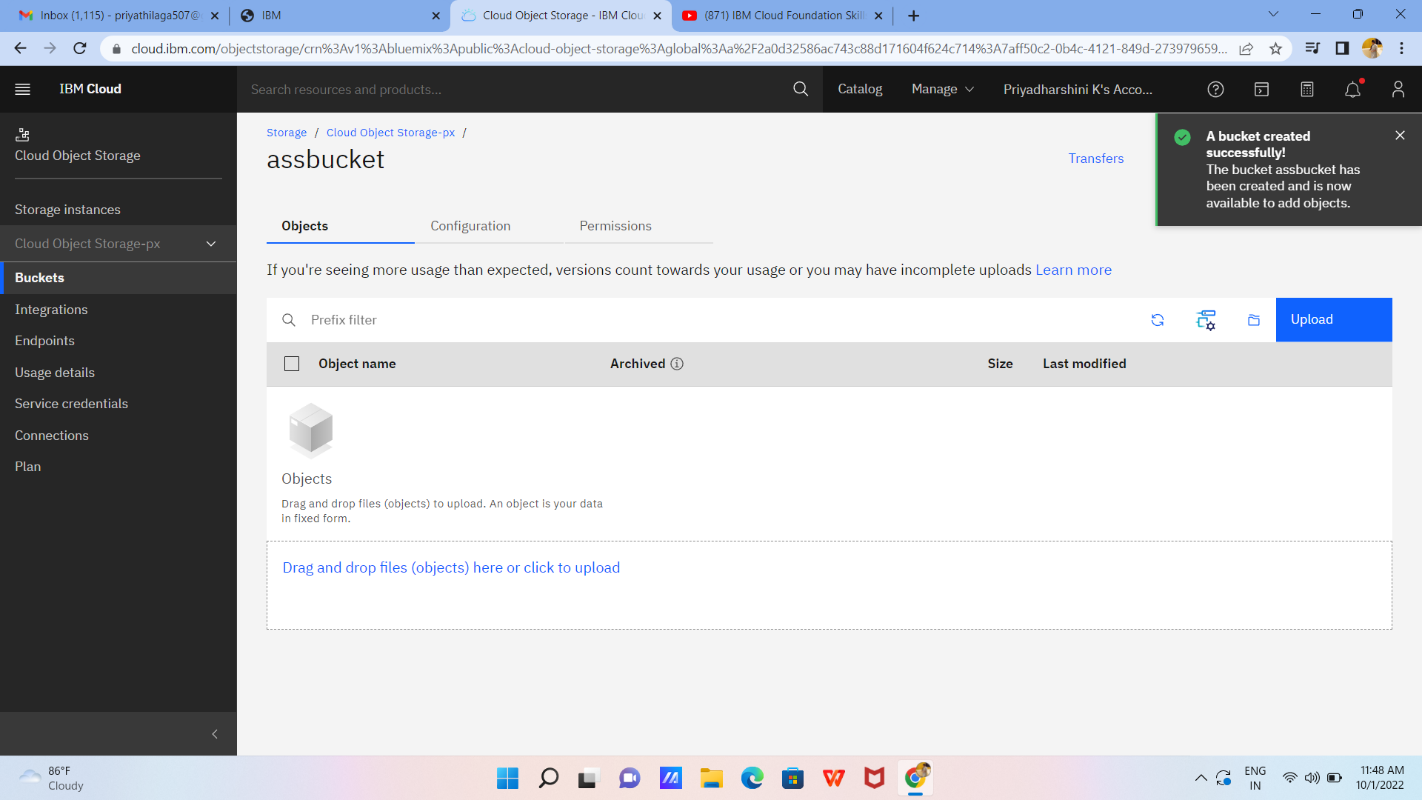 Inbox (1,115) - priyathilaga507@
IBM
Cloud Object Storage - IBM Clou
(871) IBM Cloud Foundation Skill
cloud.ibm.com/objectstorage/crn%3Av1%3Abluemix%3Apublic%3Acloud-object-storage%3Aglobal%3Aa%2F2a0d32586ac743c88d171604f624c714%3A7aff50c2-0b4c-4121-849d-273979659...
IBM Cloud
Search resources and products...
Catalog
Manage
Priyadharshini K's Acco...
Cloud Object Storage
Storage instances
Cloud Object Storage-px
Buckets
Integrations
Endpoints
Usage details
Service credentials
Connections
Plan
Storage / Cloud Object Storage-px /
assbucket
Transfers
A bucket created
successfully!
The bucket assbucket has
been created and is now
available to add objects.
Objects
Configuration
Permissions
If you're seeing more usage than expected, versions count towards your usage or you may have incomplete uploads Learn more
Prefix filter
Upload
Object name
Archived
Size
Last modified
Objects
Drag and drop files (objects) to upload. An object is your data
in fixed form.
Drag and drop files (objects) here or click to upload
86°F
Cloudy
ENG
IN
11:48 AM
10/1/2022